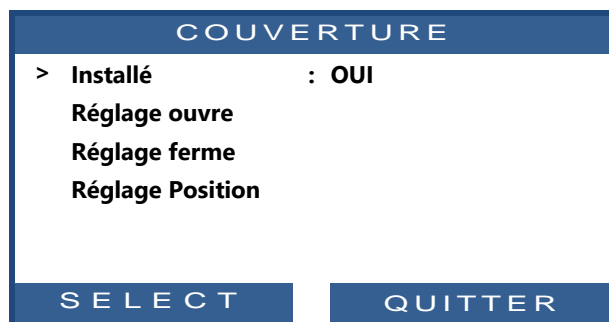 COUVERTURE
> Installé : OUI
Réglage ouvre
Réglage ferme
Réglage Position
SELECT QUITTER